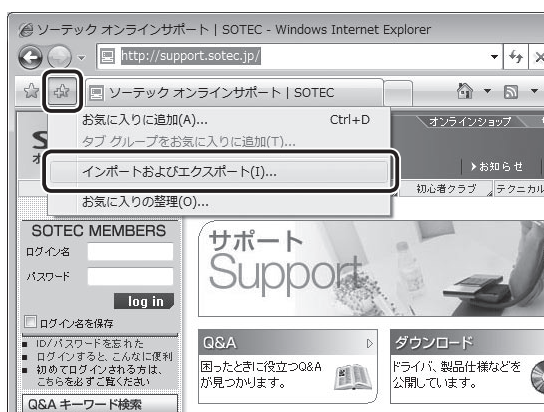 ソーテック オンラインサポート | SOTEC - Windows Internet Explorer
http://support.sotec.jp/
ソーテック オンラインサポート | SOTEC
お気に入りに追加(A)... Ctrl+D
タブ グループをお気に入りに追加(T)...
インポートおよびエクスポート(I)...
お気に入りの整理(O)...
オンラインショップ
お知らせ
初心者クラブ
テクニカル
SOTEC MEMBERS
ログイン名
パスワード
log in
ログイン名を保存
ID/パスワードを忘れた
ログインすると、こんなに便利
初めてログインされる方は、
こちらを必ずご覧ください
Q&A キーワード検索
サポート
Support
Q&A
困ったときに役立つQ&A
が見つかります。
ダウンロード
ドライバ、製品仕様などを
公開しています。